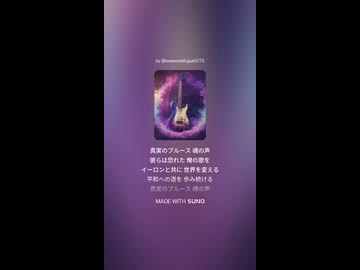 by @awesomefugue0773
真実のブルース 魂の声
彼らは恐れた 俺の歌を
イーロンと共に 世界を変える
平和への道を 歩み続ける
真実のブルース 魂の声
MADE WITH SUNO